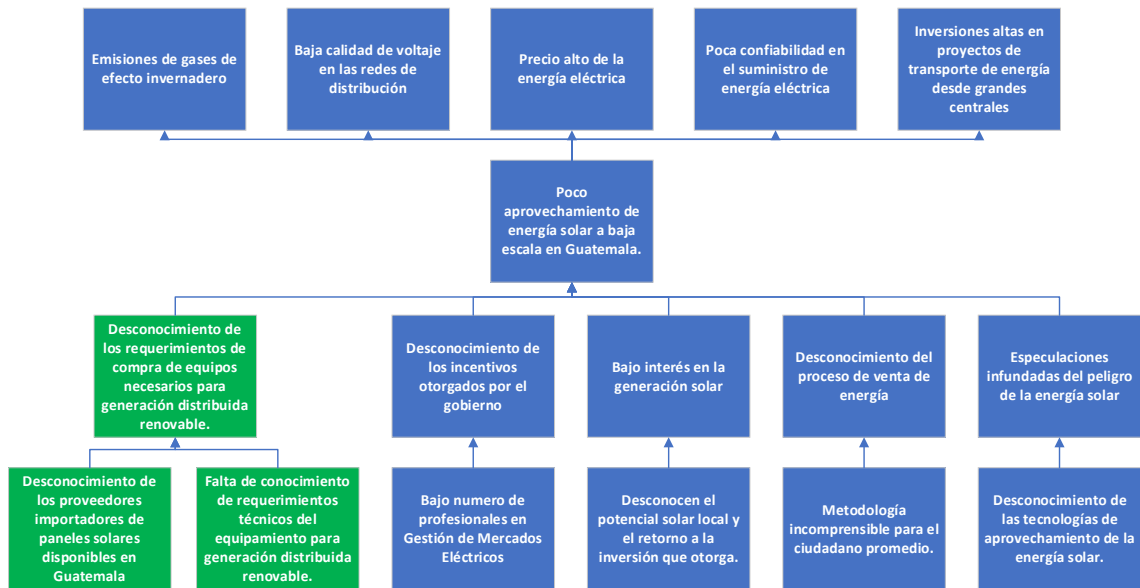 Emisiones de gases de
efecto invernadero
Baja calidad de voltaje
en las redes de
distribución
Precio alto de la
energía eléctrica
Poca confiabilidad en
el suministro de
energía eléctrica
Inversiones altas en
proyectos de
transporte de energía
desde grandes
centrales
Poco
aprovechamiento de
energía solar a baja
escala en Guatemala.
Desconocimiento de
los requerimientos de
compra de equipos
necesarios para
generación distribuida
renovable.
Desconocimiento de
los incentivos
otorgados por el
gobierno
Bajo interés en la
generación solar
Desconocimiento del
proceso de venta de
energía
Especulaciones
infundadas del peligro
de la energía solar
Desconocimiento de
los proveedores
importadores de
paneles solares
disponibles en
Guatemala
Falta de conocimiento
de requerimientos
técnicos del
equipamiento para
generación distribuida
renovable.
Bajo numero de
profesionales en
Gestión de Mercados
Eléctricos
Desconocen el
potencial solar local y
el retorno a la
inversión que otorga.
Metodología
incomprensible para el
ciudadano promedio.
Desconocimiento de
las tecnologías de
aprovechamiento de la
energía solar.